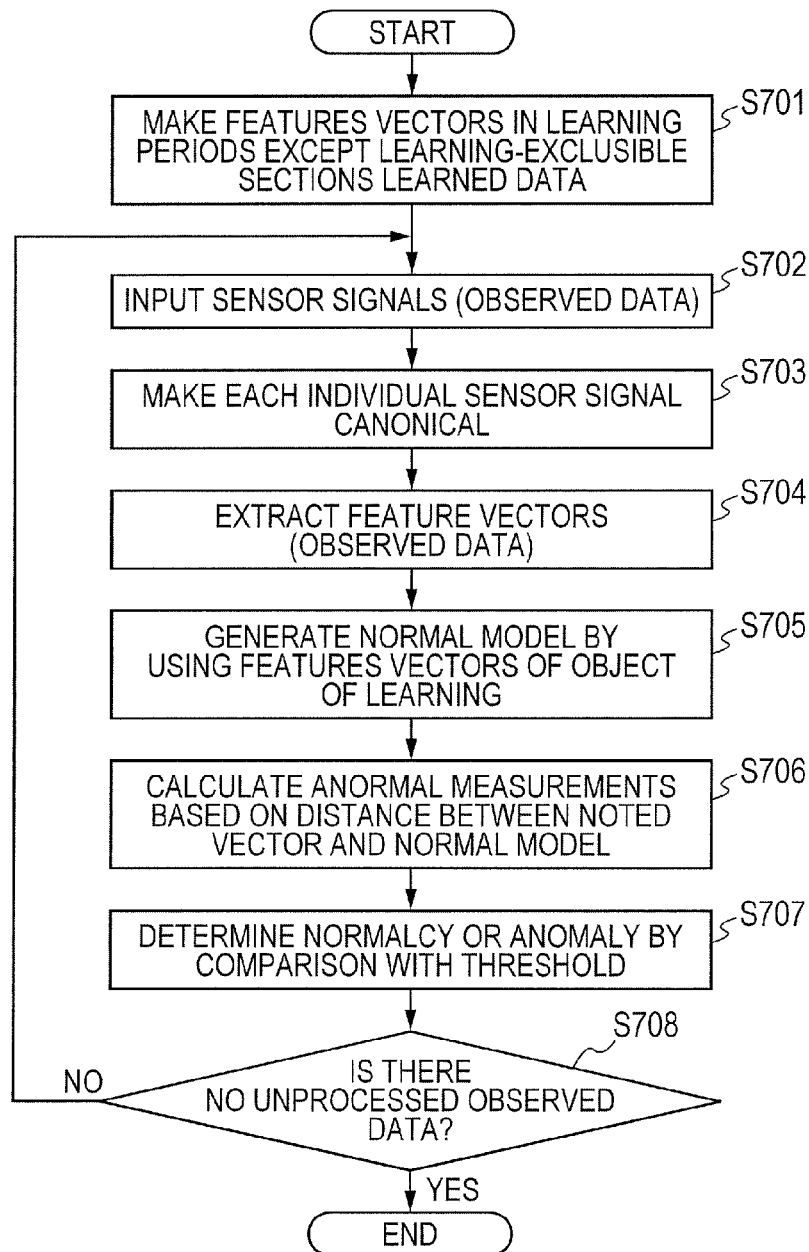 START
S701
MAKE FEATURES VECTORS IN LEARNING
PERIODS EXCEPT LEARNING-EXCLUSIBLE
SECTIONS LEARNED DATA
S702
INPUT SENSOR SIGNALS (OBSERVED DATA)
S703
MAKE EACH INDIVIDUAL SENSOR SIGNAL
CANONICAL
S704
EXTRACT FEATURE VECTORS
(OBSERVED DATA)
S705
GENERATE NORMAL MODEL BY
USING FEATURES VECTORS OF OBJECT
OF LEARNING
S706
CALCULATE ANORMAL MEASUREMENTS
BASED ON DISTANCE BETWEEN NOTED
VECTOR AND NORMAL MODEL
S707
DETERMINE NORMALCY OR ANOMALY BY
COMPARISON WITH THRESHOLD
S708
NO
IS THERE
NO UNPROCESSED OBSERVED
DATA?
YES
END